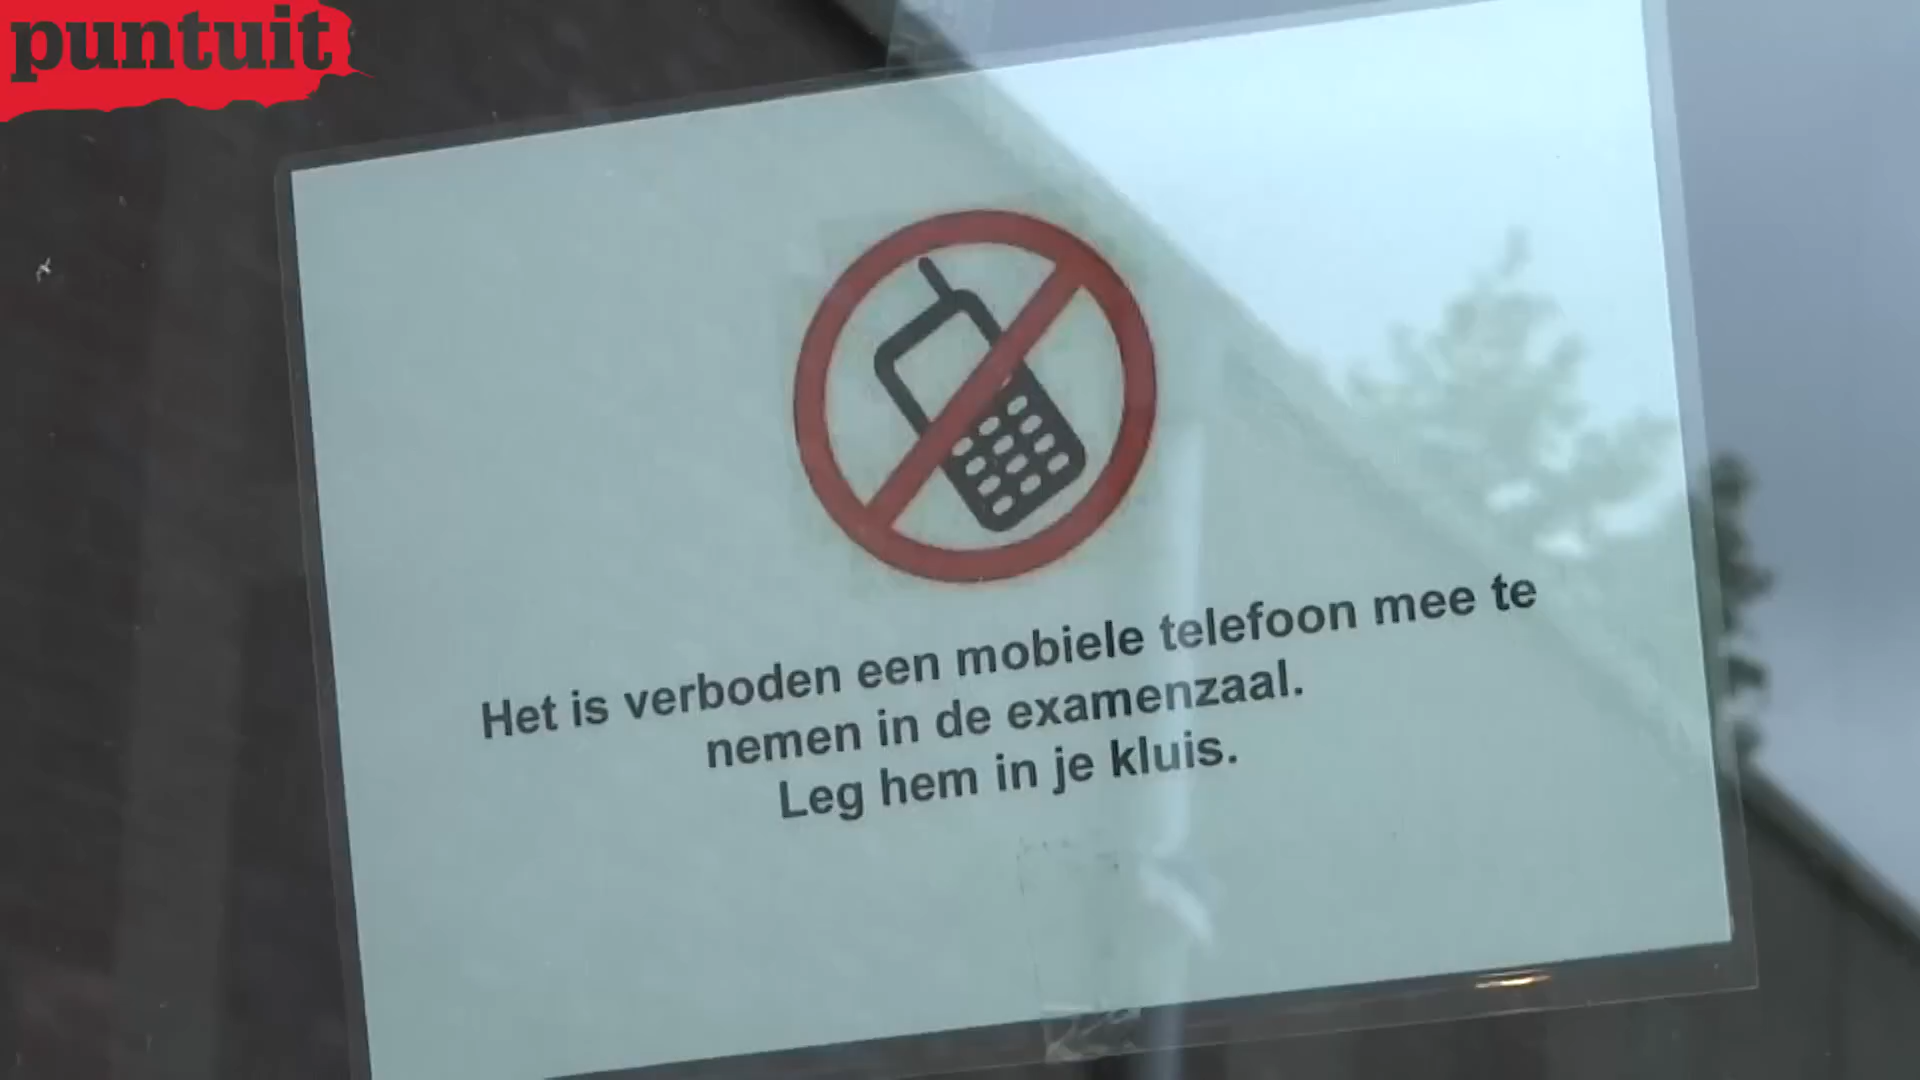 puntuit
Het is verboden een mobiele telefoon mee te
nemen in de examenzaal.
Leg hem in je kluis.